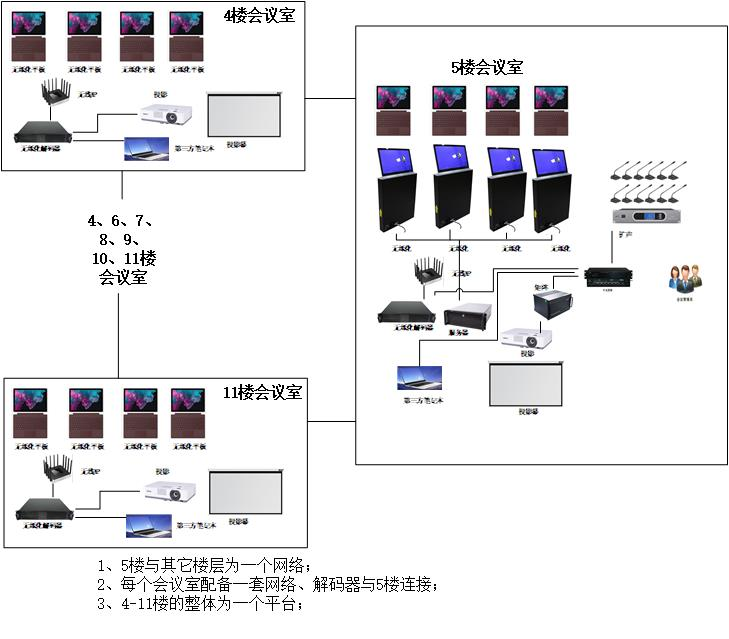 4楼会议室
无纸化平板 无纸化平板 无纸化平板 无纸化平板
无线AP
投影
无纸化解码器
第三方笔记本
投影幕
5楼会议室
无纸化 无纸化 无纸化 无纸化
扩声
无线AP
矩阵
无纸化解码器
服务器
投影
第三方笔记本
投影幕
4、6、7、
8、9、
10、11楼
会议室
11楼会议室
无纸化平板 无纸化平板 无纸化平板 无纸化平板
无线AP
投影
无纸化解码器
第三方笔记本
投影幕
1、5楼与其它楼层为一个网络;
2、每个会议室配备一套网络、解码器与5楼连接;
3、4-11楼的整体为一个平台;